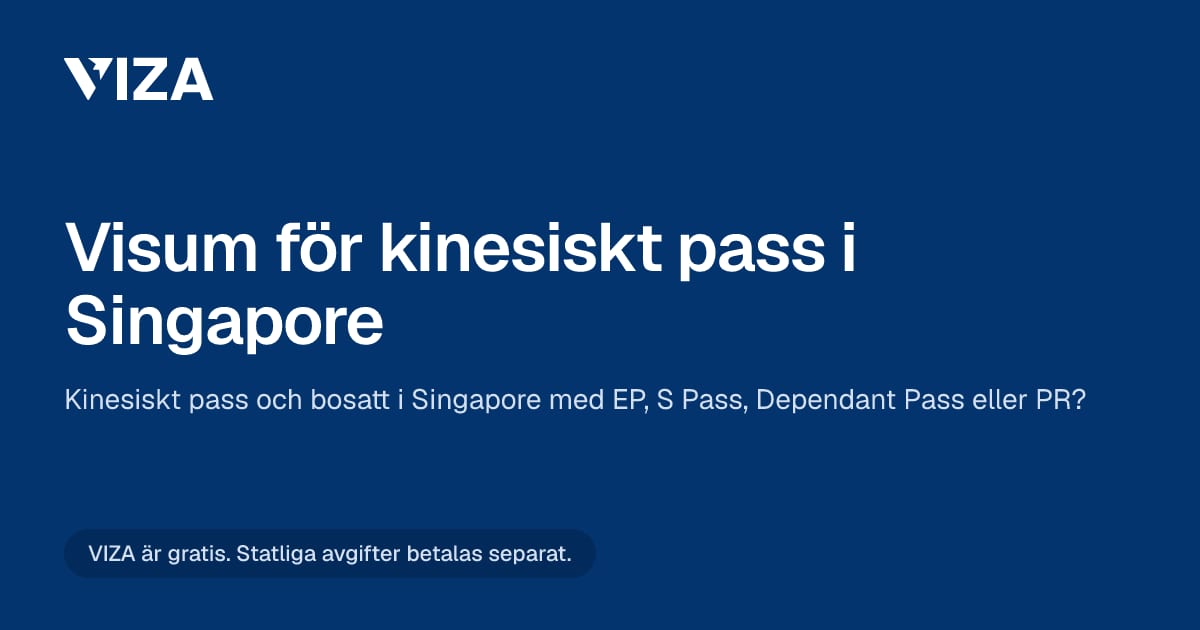 VIZA
Visum för kinesiskt pass i
Singapore
Kinesiskt pass och bosatt i Singapore med EP, S Pass, Dependant Pass eller PR?
VIZA är gratis. Statliga avgifter betalas separat.